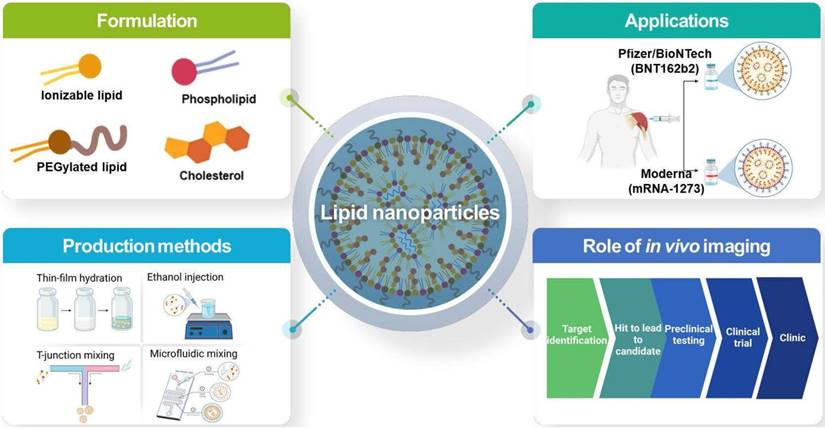 Formulation
Ionizable lipid
Phospholipid
PEGylated lipid
Cholesterol
Applications
Pfizer/BioNTech
(BNT162b2)
Moderna
(mRNA-1273)
Lipid nanoparticles
Production methods
Thin-film hydration
Ethanol injection
T-junction mixing
Microfluidic mixing
Role of in vivo imaging
Target
identification
Hit to lead
to
candidate
Preclinical
testing
Clinical
trial
Clinic